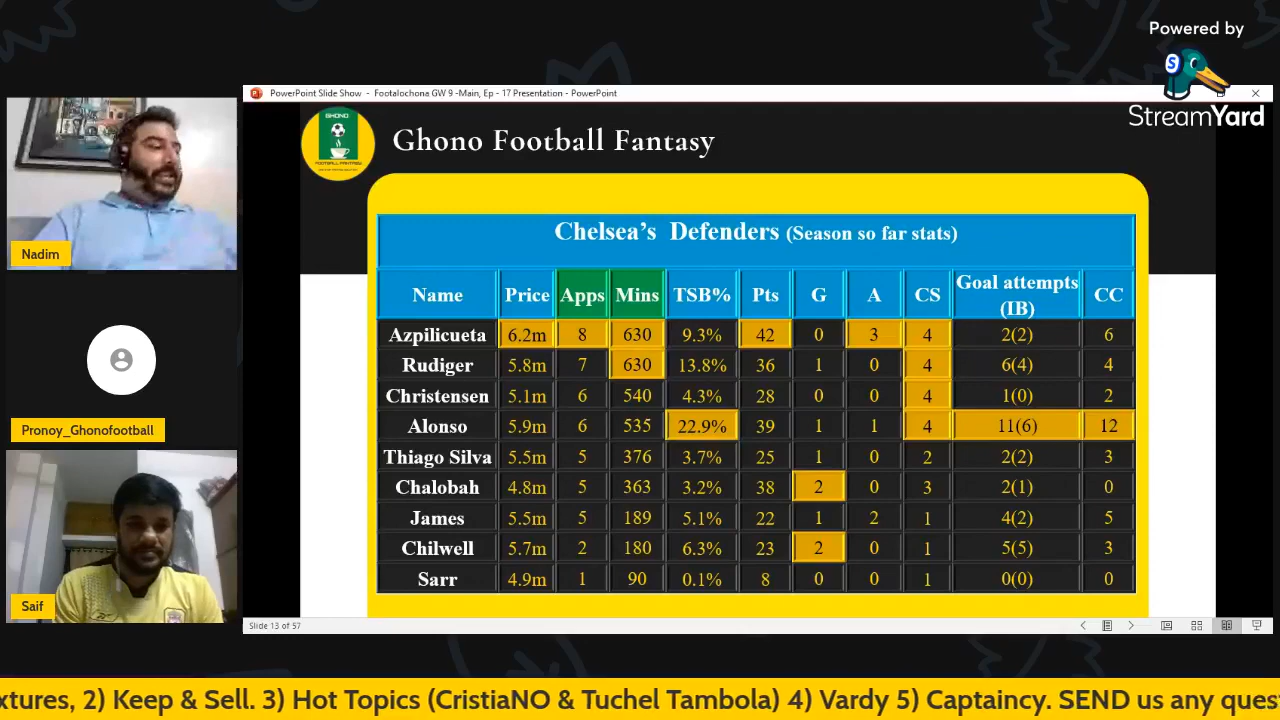 Powered by
StreamYard
PowerPoint Slide Show - Footalochona GW 9 -Main, Ep - 17 Presentation - PowerPoint
GHONO
FOOTBALL FANTASY
Ghono Football Fantasy
Nadim
Pronoy_Ghonofootball
Saif
Chelsea's Defenders (Season so far stats)
Name Price Apps Mins TSB% Pts G A CS Goal attempts (IB) CC
Azpilicueta 6.2m 8 630 9.3% 42 0 3 4 2(2) 6
Rudiger 5.8m 7 630 13.8% 36 1 0 4 6(4) 4
Christensen 5.1m 6 540 4.3% 28 0 0 4 1(0) 2
Alonso 5.9m 6 535 22.9% 39 1 1 4 11(6) 12
Thiago Silva 5.5m 5 376 3.7% 25 1 0 2 2(2) 3
Chalobah 4.8m 5 363 3.2% 38 2 0 3 2(1) 0
James 5.5m 5 189 5.1% 22 1 2 1 4(2) 5
Chilwell 5.7m 2 180 6.3% 23 2 0 1 5(5) 3
Sarr 4.9m 1 90 0.1% 8 0 0 1 0(0) 0
Slide 13 of 57
xtures, 2) Keep & Sell. 3) Hot Topics (CristiaNO & Tuchel Tambola) 4) Vardy 5) Captaincy. SEND us any ques